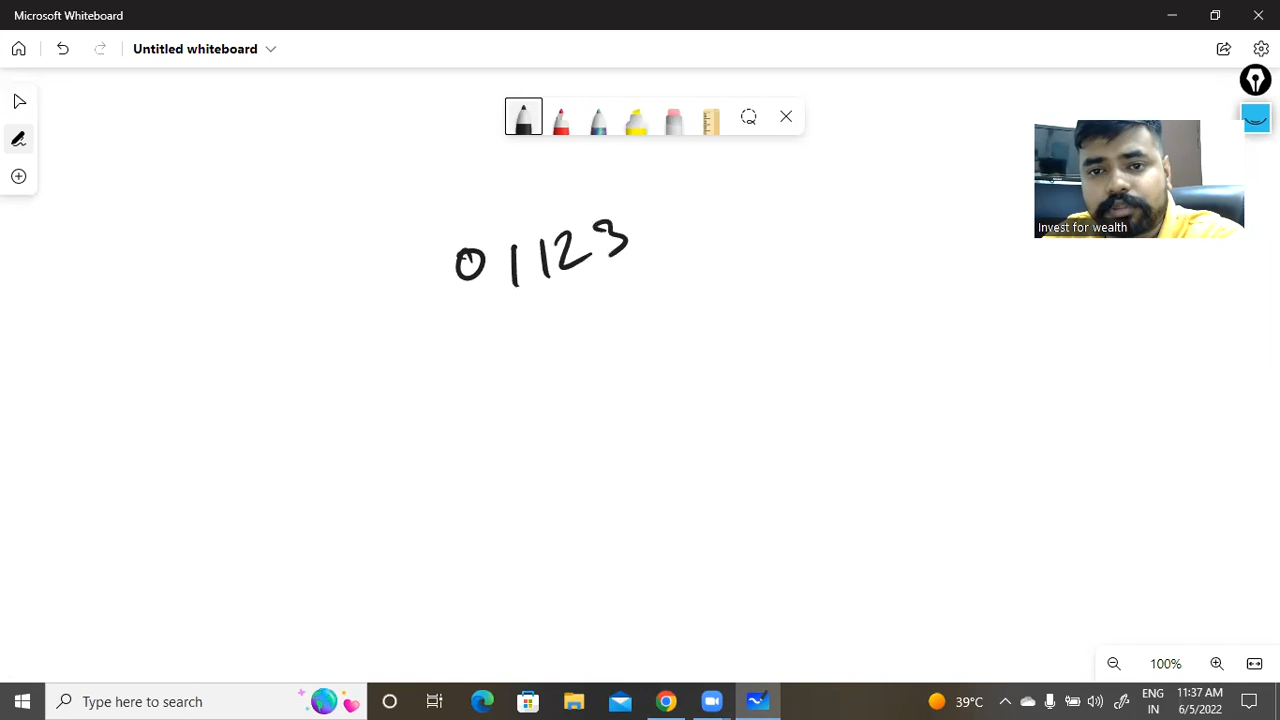 Microsoft Whiteboard
Untitled whiteboard
Invest for wealth
0 1 1 2 3
100%
Type here to search
39°C
ENG
IN
11:37 AM
6/5/2022